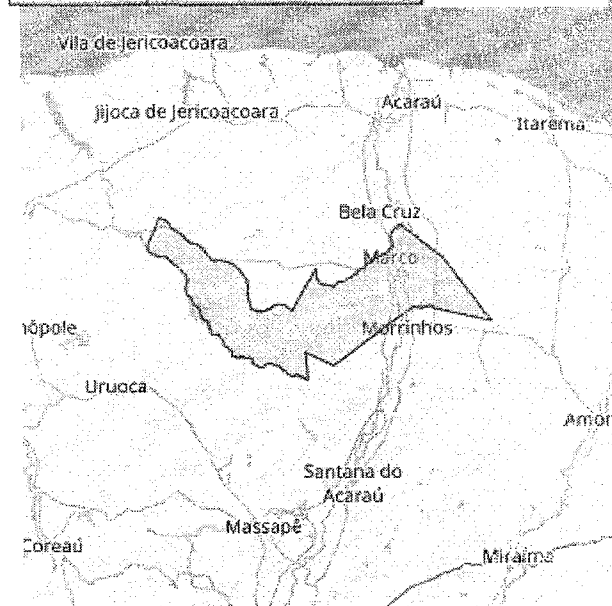 Vila de Jericoacoara
Jijoca de Jericoacoara
Acaraú
Itarema
Bela Cruz
Marco
Morrinhos
Uruoca
Santana do
Acaraú
Massapê
Coreaú
Miraíma